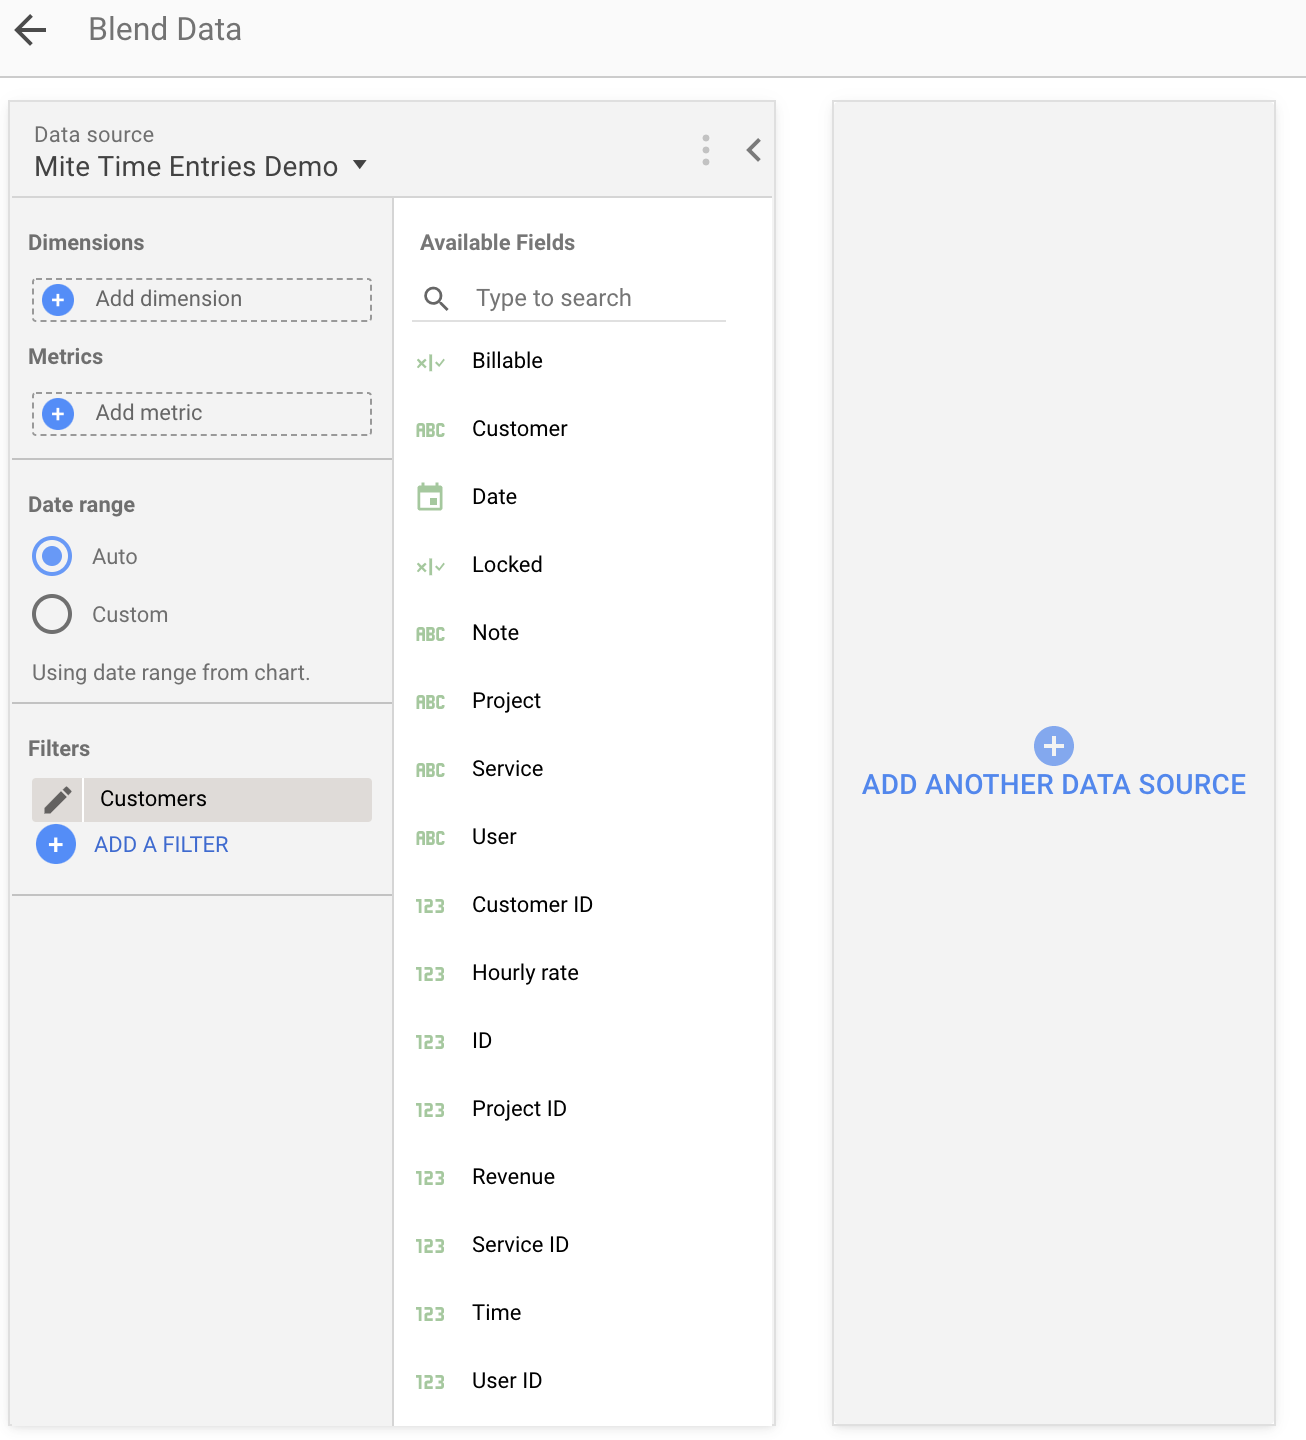 Blend Data
Data source
Mite Time Entries Demo
Dimensions
Add dimension
Metrics
Add metric
Date range
Auto
Custom
Using date range from chart.
Filters
Customers
ADD A FILTER
Available Fields
Type to search
Billable
ABC Customer
Date
Locked
ABC Note
ABC Project
ABC Service
ABC User
123 Customer ID
123 Hourly rate
123 ID
123 Project ID
123 Revenue
123 Service ID
123 Time
123 User ID
ADD ANOTHER DATA SOURCE